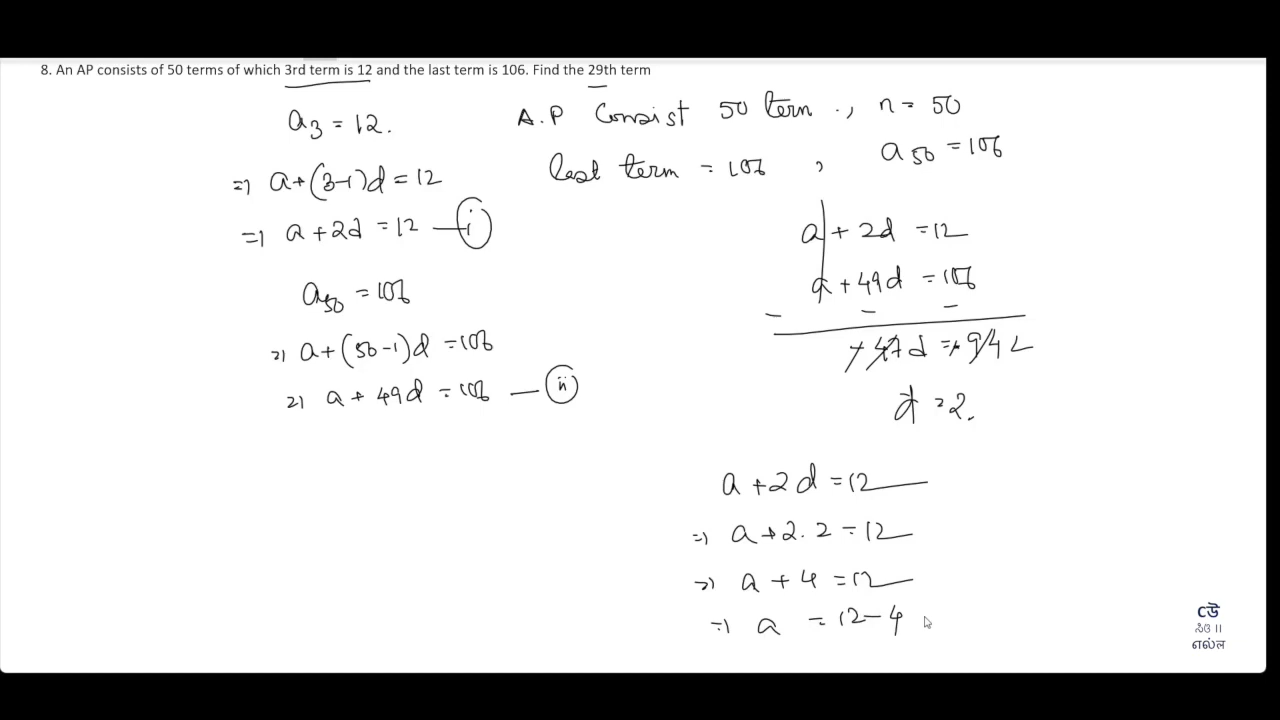 8. An AP consists of 50 terms of which 3rd term is 12 and the last term is 106. Find the 29th term
a₃ = 12.
⇒ a + (3-1)d = 12
⇒ a + 2d = 12 — (i)
a₅₀ = 106
⇒ a + (50-1)d = 106
⇒ a + 49d = 106 — (ii)
A.P Consist 50 term ., n = 50
last term = 106 , a₅₀ = 106
a + 2d = 12
a + 49d = 106
- - -
d = 2.
a + 2d = 12
⇒ a + 2.2 = 12
⇒ a + 4 = 12
⇒ a = 12 - 4
எல்ல